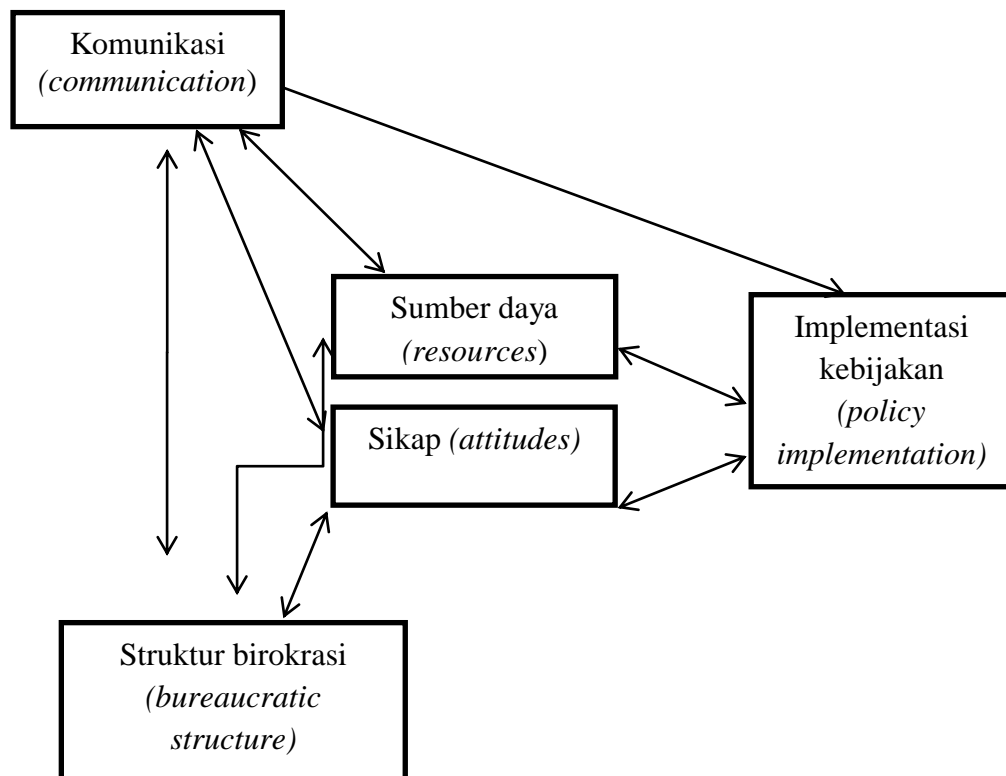 Komunikasi
(communication)
Sumber daya
(resources)
Sikap (attitudes)
Implementasi
kebijakan
(policy
implementation)
Struktur birokrasi
(bureaucratic
structure)